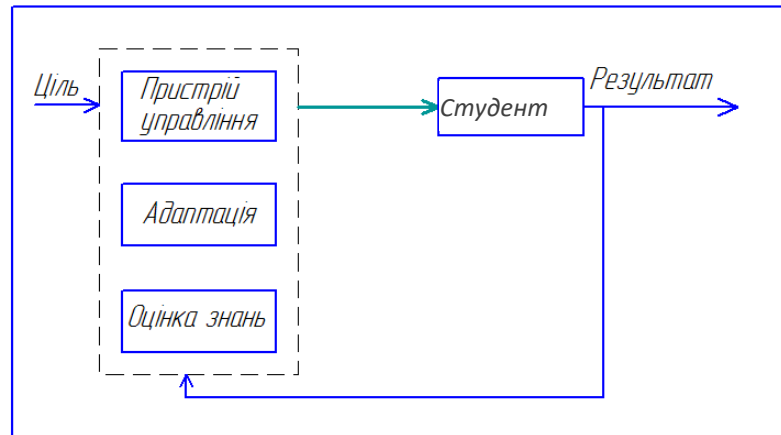 Ціль
Пристрій
управління
Студент
Результат
Адаптація
Оцінка знань